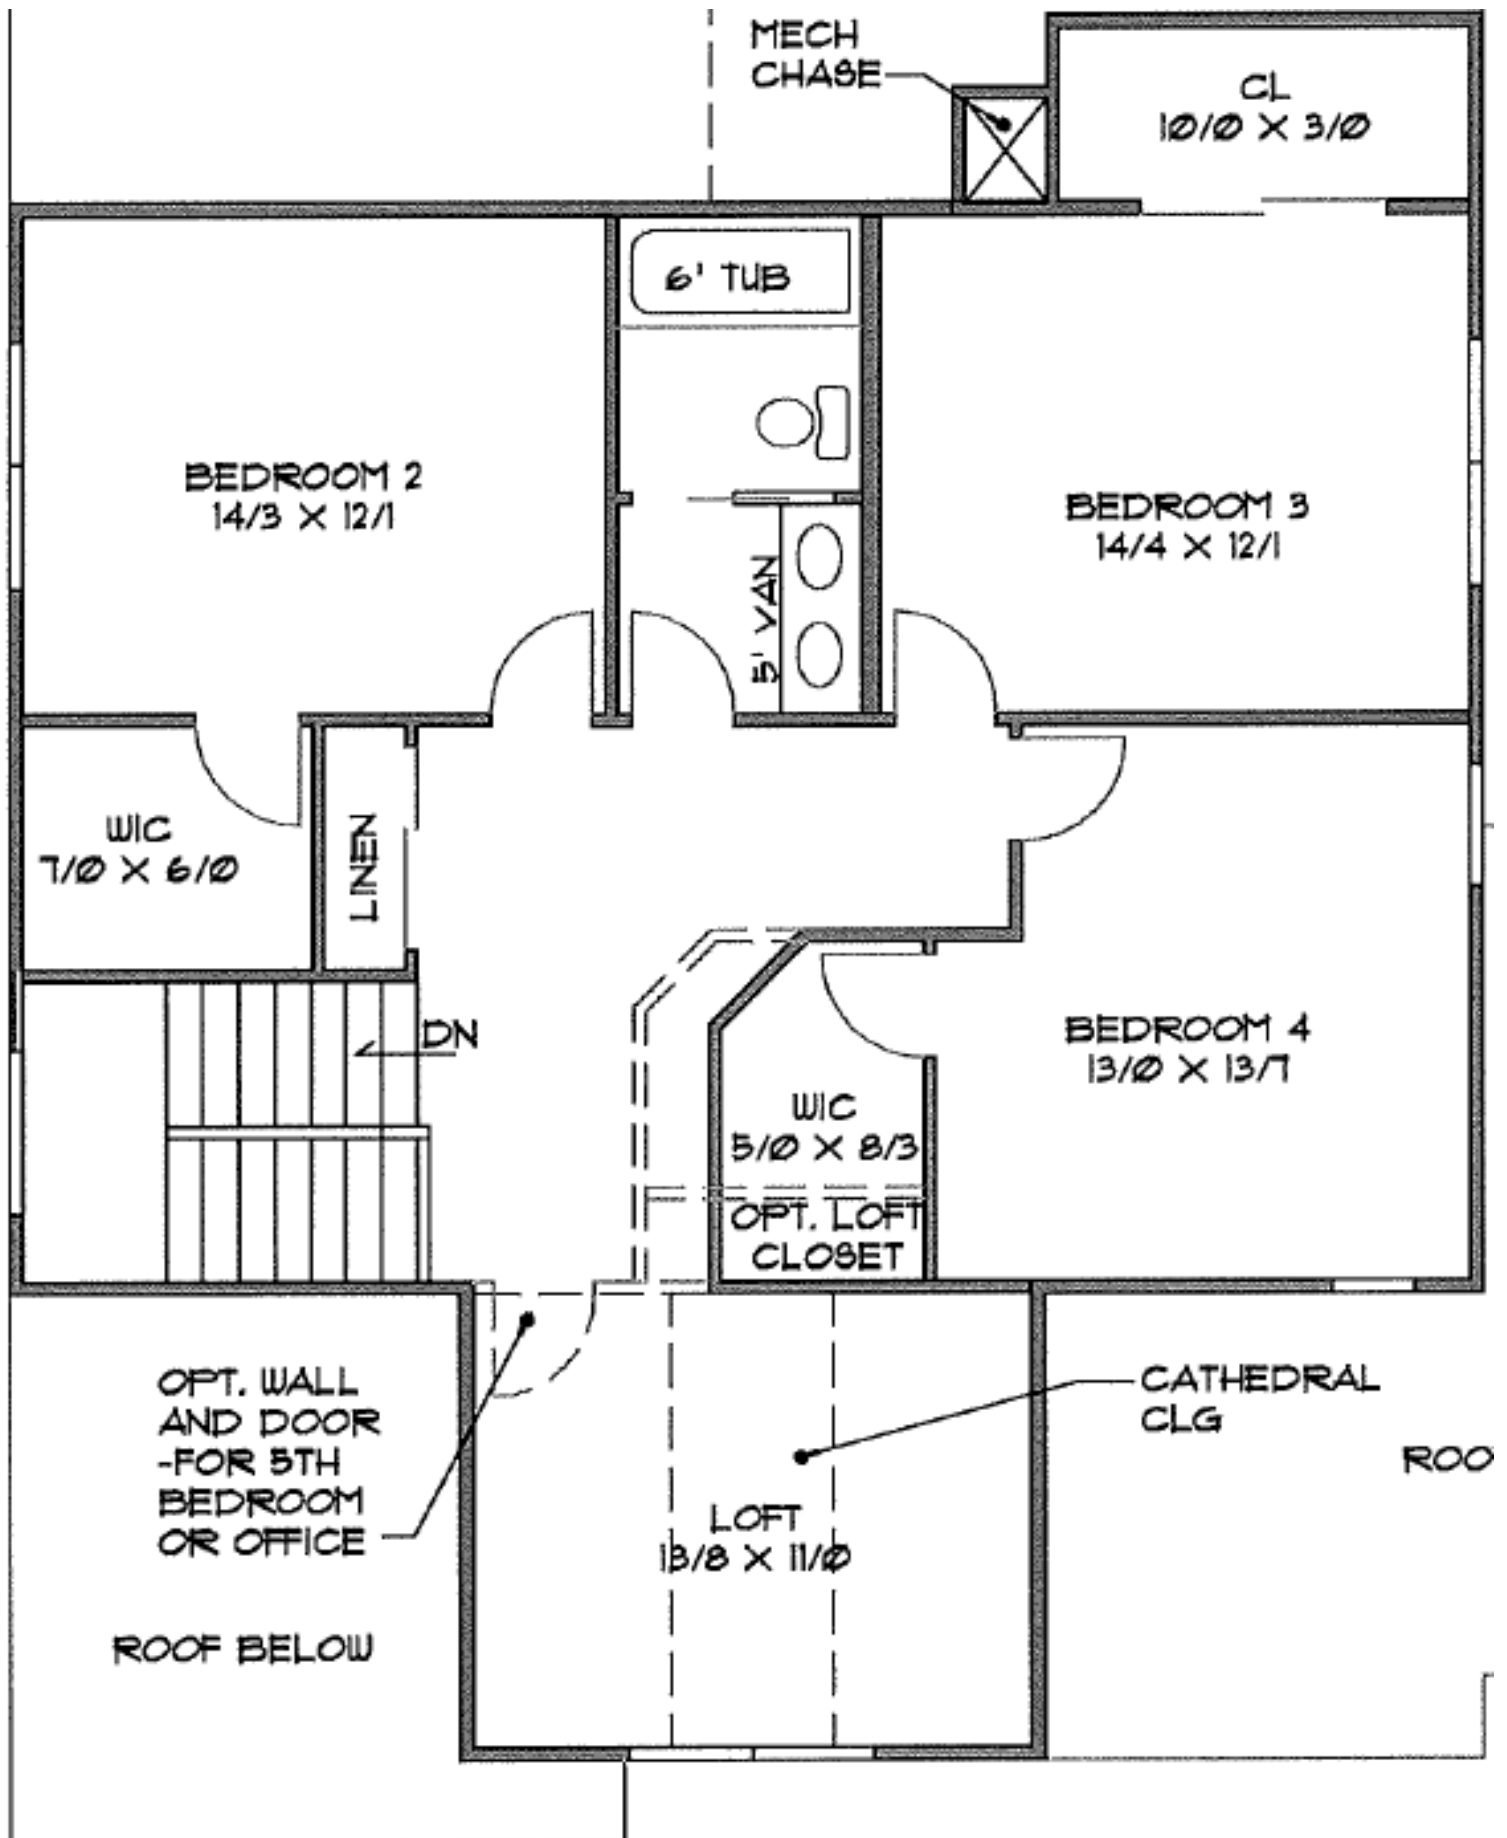 MECH
CHASE
CL
10/0 X 3/0
6' TUB
BEDROOM 2
14/3 X 12/1
BEDROOM 3
14/4 X 12/1
5' VAN
WIC
7/0 X 6/0
LINEN
DN
BEDROOM 4
13/0 X 13/7
WIC
5/0 X 8/3
OPT. LOFT
CLOSET
OPT. WALL
AND DOOR
-FOR 5TH
BEDROOM
OR OFFICE
CATHEDRAL
CLG
ROO
LOFT
13/8 X 11/0
ROOF BELOW